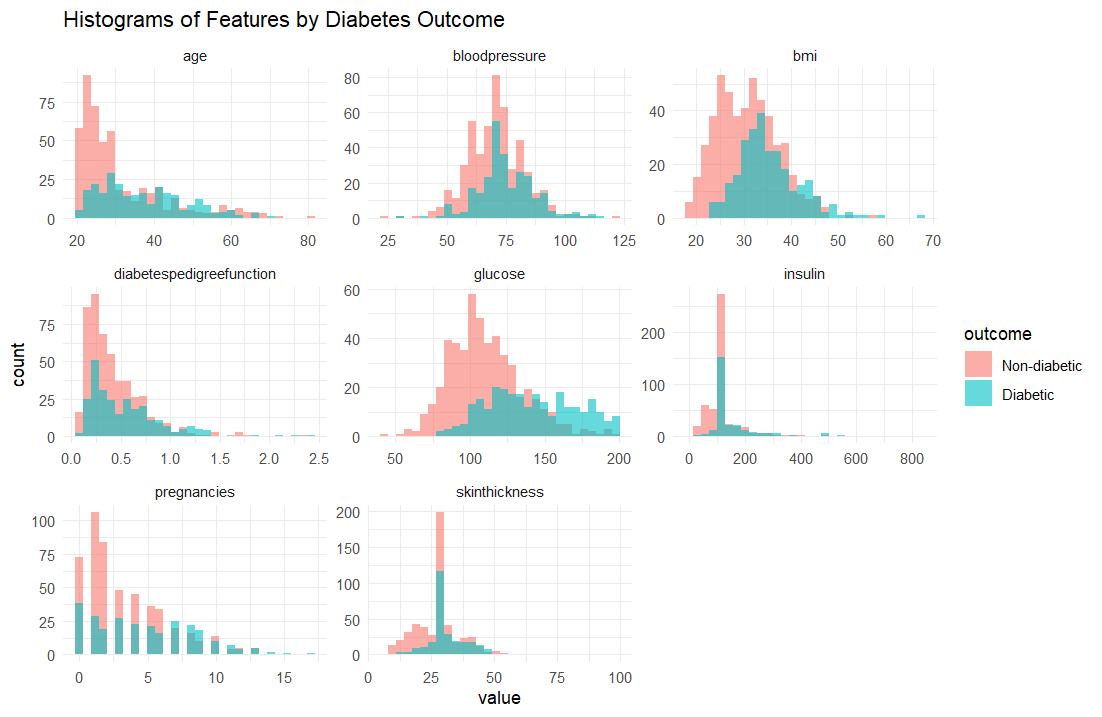 Histograms of Features by Diabetes Outcome
age
bloodpressure
bmi
75
50
25
0
20 40 60 80
80
60
40
20
0
25 50 75 100 125
40
20
0
20 30 40 50 60 70
diabetespedigreefunction
glucose
insulin
75
50
25
0
0.0 0.5 1.0 1.5 2.0 2.5
60
40
20
0
50 100 150 200
200
100
0
0 200 400 600 800
pregnancies
skinthickness
100
75
50
25
0
0 5 10 15
200
150
100
50
0
0 25 50 75 100
count
value
outcome
Non-diabetic
Diabetic